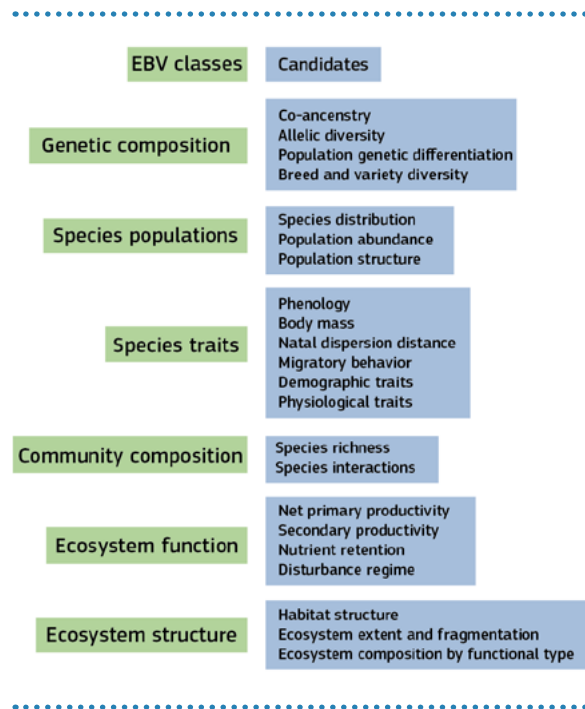 EBV classes
Candidates
Genetic composition
Co-ancenstry
Allelic diversity
Population genetic differentiation
Breed and variety diversity
Species populations
Species distribution
Population abundance
Population structure
Species traits
Phenology
Body mass
Natal dispersion distance
Migratory behavior
Demographic traits
Physiological traits
Community composition
Species richness
Species interactions
Ecosystem function
Net primary productivity
Secondary productivity
Nutrient retention
Disturbance regime
Ecosystem structure
Habitat structure
Ecosystem extent and fragmentation
Ecosystem composition by functional type